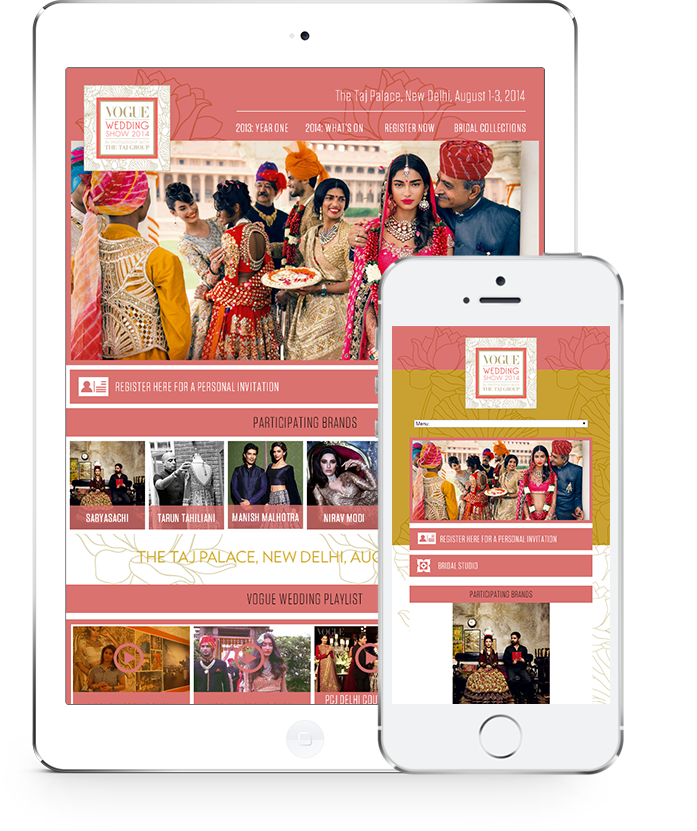 VOGUE
WEDDING
SHOW 2014
THE TAJ GROUP
The Taj Palace, New Delhi, August 1-3, 2014
2013: YEAR ONE
2014: WHAT'S ON
REGISTER NOW
BRIDAL COLLECTIONS
REGISTER HERE FOR A PERSONAL INVITATION
PARTICIPATING BRANDS
SABYASACHI
TARUN TAHILIANI
MANISH MALHOTRA
NIRAV MODI
THE TAJ PALACE, NEW DELHI, AUG
VOGUE WEDDING PLAYLIST
VOGUE
PCJ DELHI COU
VOGUE
WEDDING
SHOW 2014
THE TAJ GROUP
Menu
REGISTER HERE FOR A PERSONAL INVITATION
BRIDAL STUDIO
PARTICIPATING BRANDS